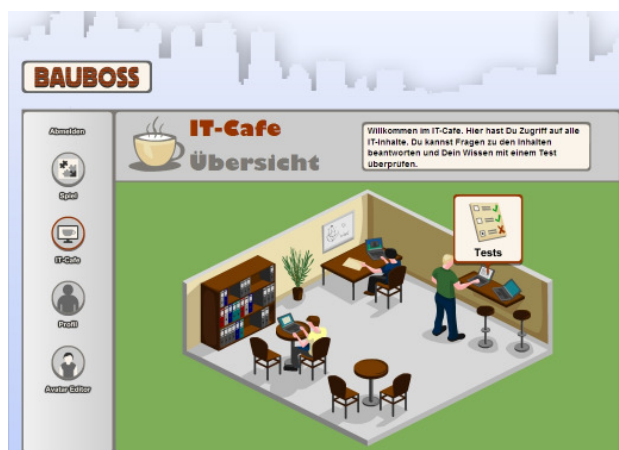 BAUBOSS
Abmelden
Spiel
IT-Cafe
Profil
Avatar Editor
IT-Cafe
Übersicht
Willkommen im IT-Cafe. Hier hast Du Zugriff auf alle
IT-Inhalte. Du kannst Fragen zu den Inhalten
beantworten und Dein Wissen mit einem Test
überprüfen.
Tests